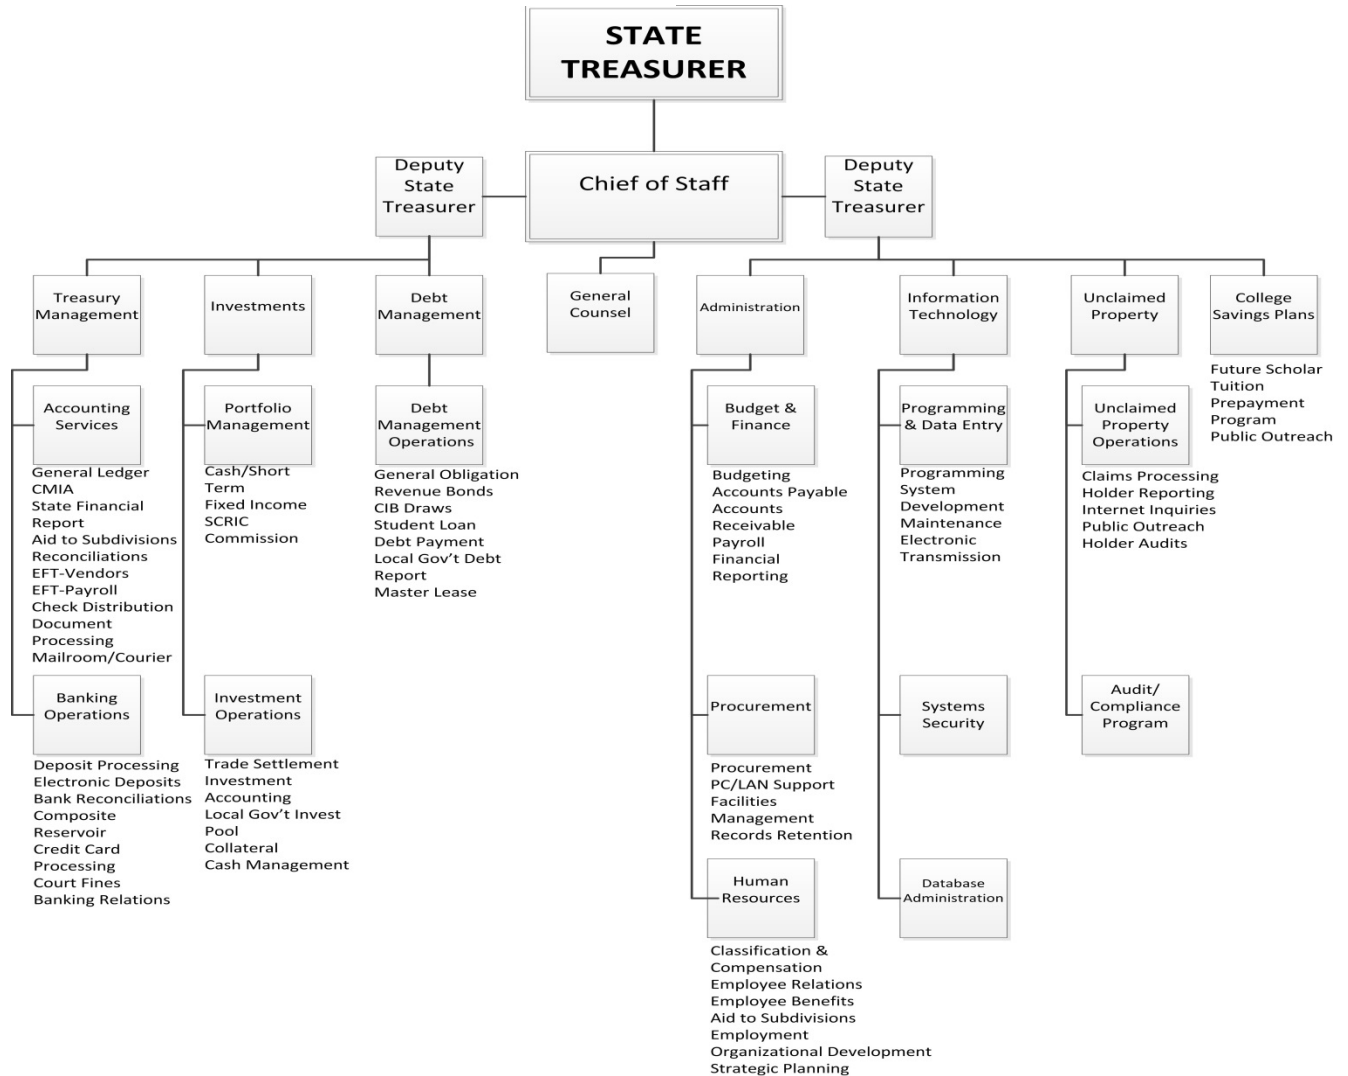 STATE
TREASURER
Deputy
State
Treasurer
Chief of Staff
Deputy
State
Treasurer
Treasury
Management
Investments
Debt
Management
General
Counsel
Administration
Information
Technology
Unclaimed
Property
College
Savings Plans
Future Scholar
Tuition
Prepayment
Program
Public Outreach
Accounting
Services
General Ledger
CMIA
State Financial
Report
Aid to Subdivisions
Reconciliations
EFT-Vendors
EFT-Payroll
Check Distribution
Document
Processing
Mailroom/Courier
Banking
Operations
Deposit Processing
Electronic Deposits
Bank Reconciliations
Composite
Reservoir
Credit Card
Processing
Court Fines
Banking Relations
Portfolio
Management
Cash/Short
Term
Fixed Income
SCRIC
Commission
Investment
Operations
Trade Settlement
Investment
Accounting
Local Gov’t Invest
Pool
Collateral
Cash Management
Debt
Management
Operations
General Obligation
Revenue Bonds
CIB Draws
Student Loan
Debt Payment
Local Gov’t Debt
Report
Master Lease
Budget &
Finance
Budgeting
Accounts Payable
Accounts
Receivable
Payroll
Financial
Reporting
Procurement
Procurement
PC/LAN Support
Facilities
Management
Records Retention
Human
Resources
Classification &
Compensation
Employee Relations
Employee Benefits
Aid to Subdivisions
Employment
Organizational Development
Strategic Planning
Programming
& Data Entry
Programming
System
Development
Maintenance
Electronic
Transmission
Systems
Security
Database
Administration
Unclaimed
Property
Operations
Claims Processing
Holder Reporting
Internet Inquiries
Public Outreach
Holder Audits
Audit/
Compliance
Program